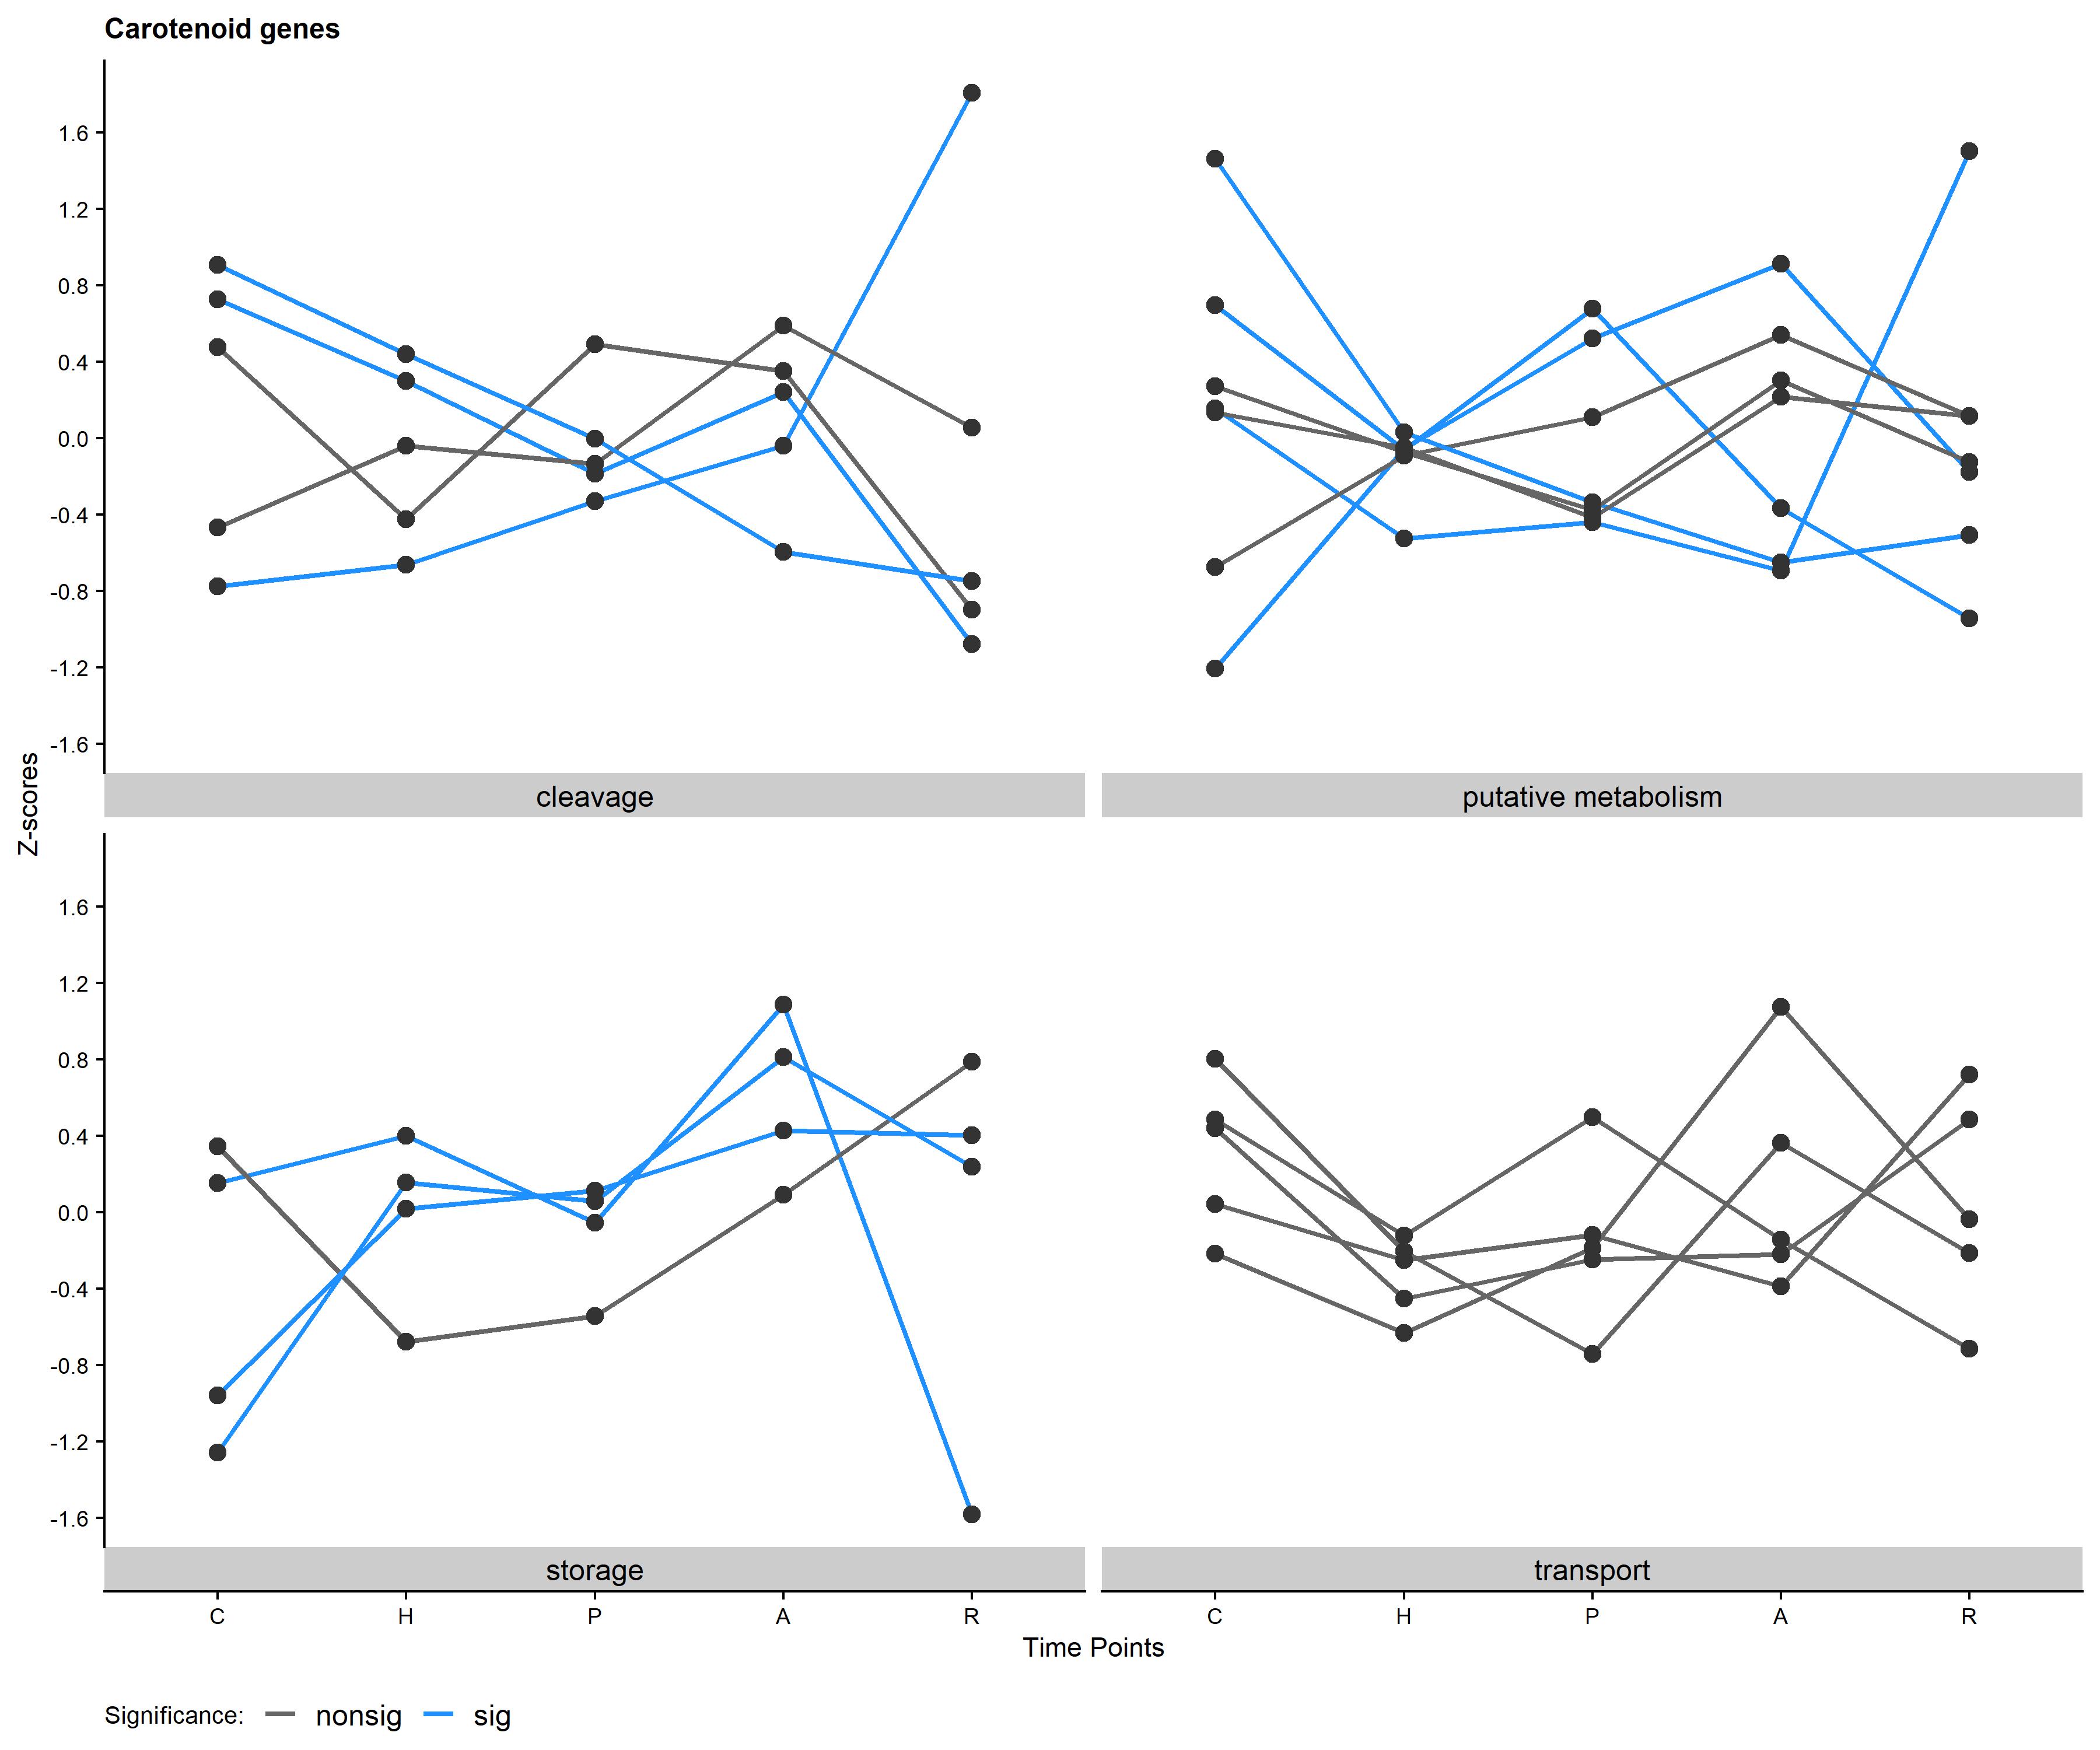 Carotenoid genes
Z-scores
1.6
1.2
0.8
0.4
0.0
-0.4
-0.8
-1.2
-1.6
cleavage
putative metabolism
1.6
1.2
0.8
0.4
0.0
-0.4
-0.8
-1.2
-1.6
storage
transport
C H P A R
C H P A R
Time Points
Significance: nonsig sig